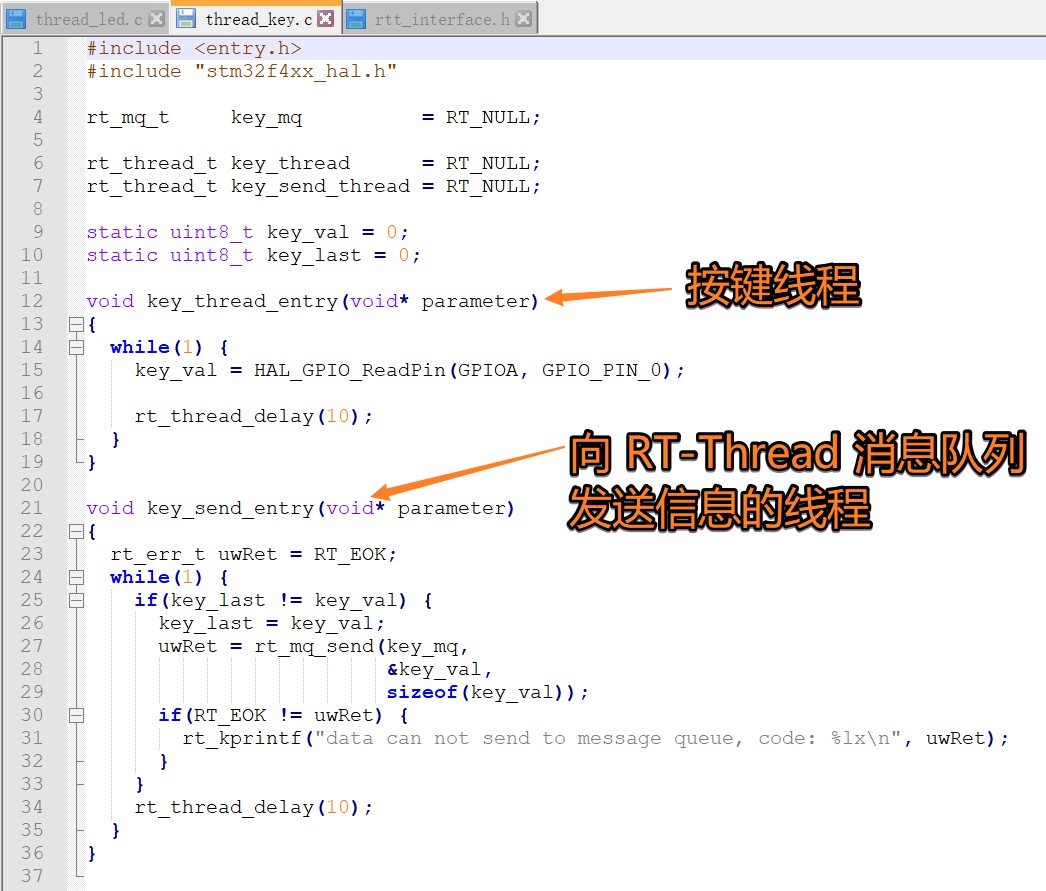 thread_led.c thread_key.c rtt_interface.h
1 #include <entry.h>
2 #include "stm32f4xx_hal.h"
3
4 rt_mq_t     key_mq          = RT_NULL;
5
6 rt_thread_t key_thread      = RT_NULL;
7 rt_thread_t key_send_thread = RT_NULL;
8
9 static uint8_t key_val = 0;
10 static uint8_t key_last = 0;
11
12 void key_thread_entry(void* parameter) 按键线程
13 {
14   while(1) {
15     key_val = HAL_GPIO_ReadPin(GPIOA, GPIO_PIN_0);
16
17     rt_thread_delay(10);
18   }
19 }
向 RT-Thread 消息队列
发送信息的线程
20
21 void key_send_entry(void* parameter)
22 {
23   rt_err_t uwRet = RT_EOK;
24   while(1) {
25     if(key_last != key_val) {
26       key_last = key_val;
27       uwRet = rt_mq_send(key_mq,
28                          &key_val,
29                          sizeof(key_val));
30       if(RT_EOK != uwRet) {
31         rt_kprintf("data can not send to message queue, code: %lx\n", uwRet);
32       }
33     }
34     rt_thread_delay(10);
35   }
36 }
37